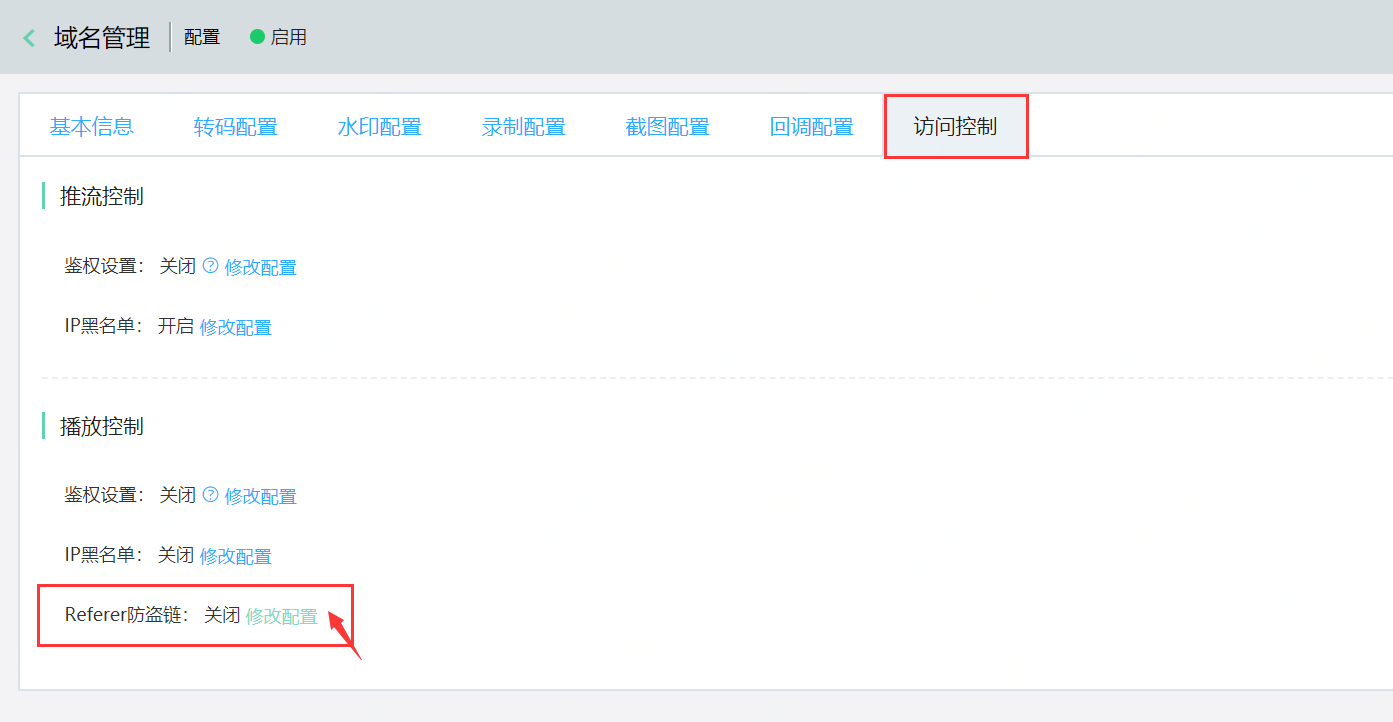 域名管理 配置 启用
基本信息 转码配置 水印配置 录制配置 截图配置 回调配置 访问控制
推流控制
鉴权设置： 关闭 ? 修改配置
IP黑名单： 开启 修改配置
播放控制
鉴权设置： 关闭 ? 修改配置
IP黑名单： 关闭 修改配置
Referer防盗链： 关闭 修改配置